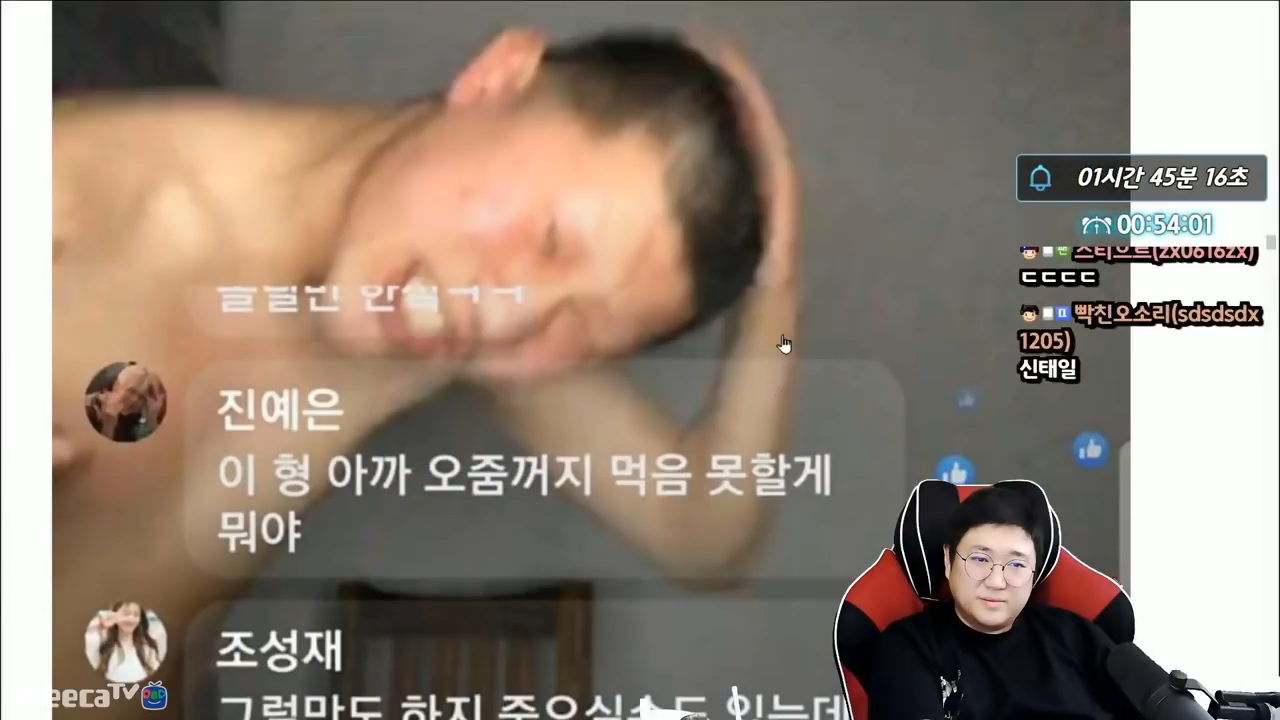 진예은
이 형 아까 오줌꺼지 먹음 못할게
뭐야
조성재
01시간 45분 16초
00:54:01
ㄷㄷㄷㄷ
빡친오소리(sdsdsdx
1205)
신태일